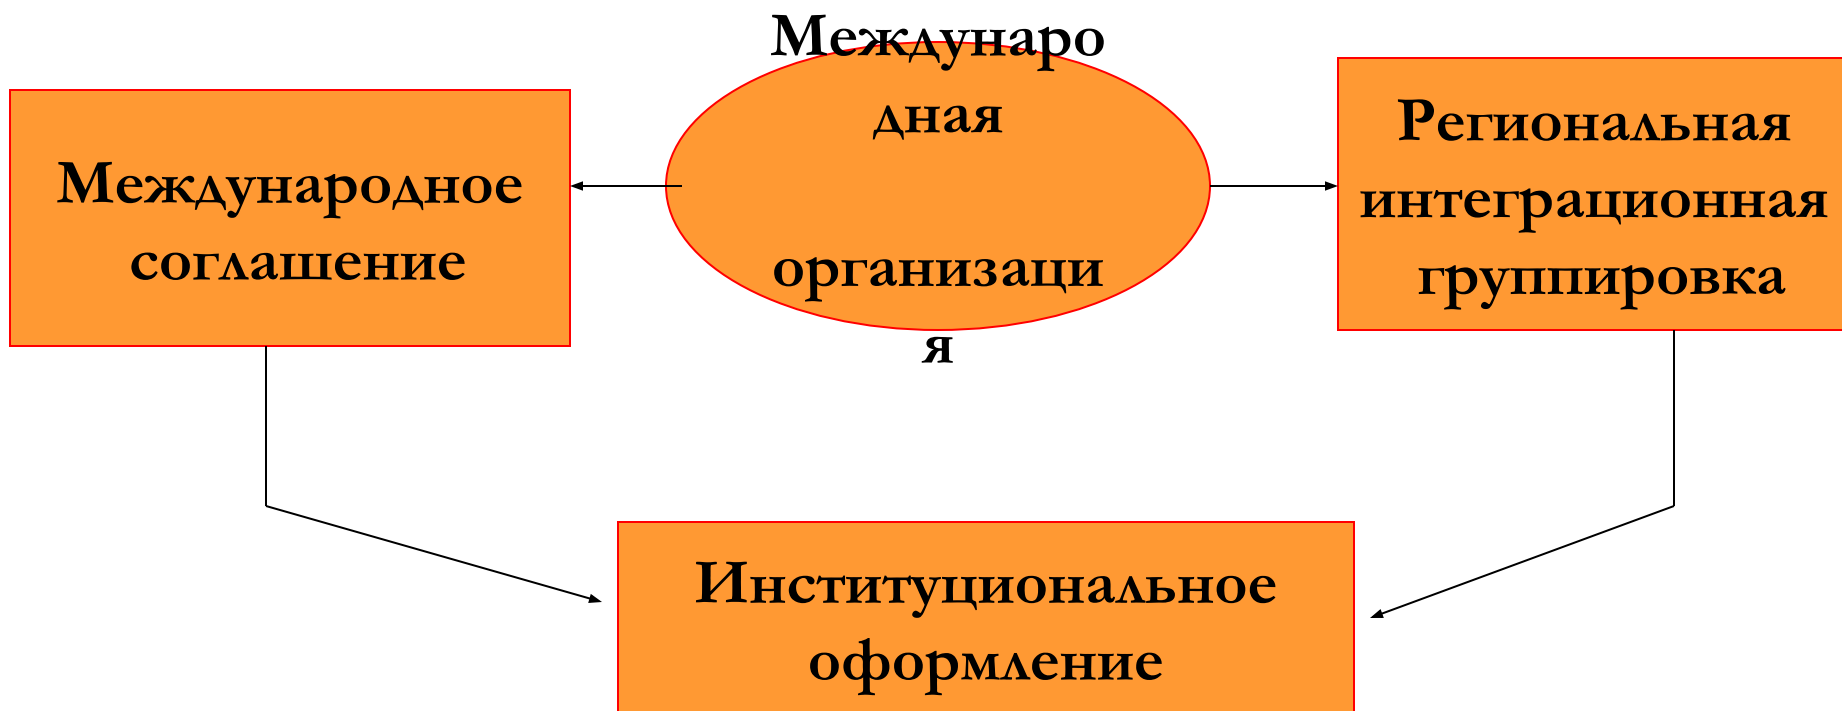 Международное
соглашение
Междунаро
дная
организаци
я
Региональная
интеграционная
группировка
Институциональное
оформление